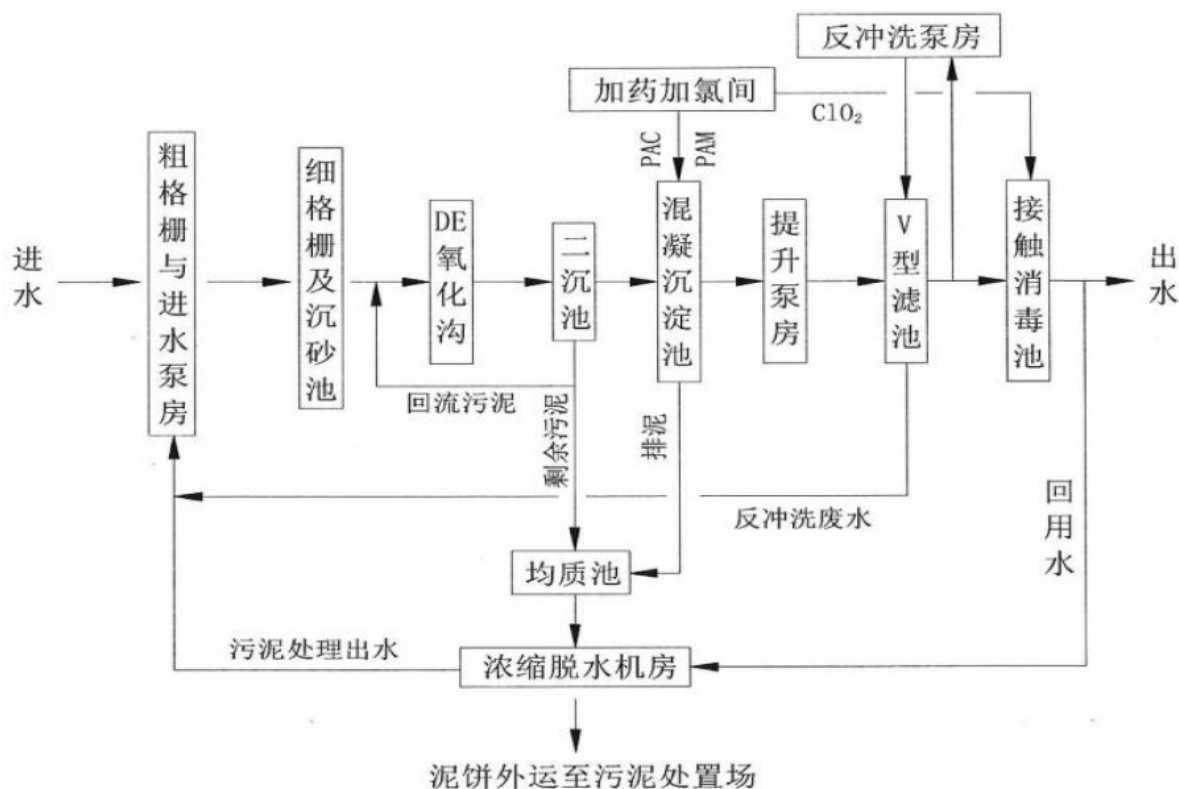 反冲洗泵房
加药加氯间
ClO₂
PAC
PAM
进水
粗格栅与进水泵房
细格栅及沉砂池
DE氧化沟
二沉池
混凝沉淀池
提升泵房
V型滤池
接触消毒池
出水
回流污泥
剩余污泥
排泥
反冲洗废水
回用水
均质池
污泥处理出水
浓缩脱水机房
泥饼外运至污泥处置场